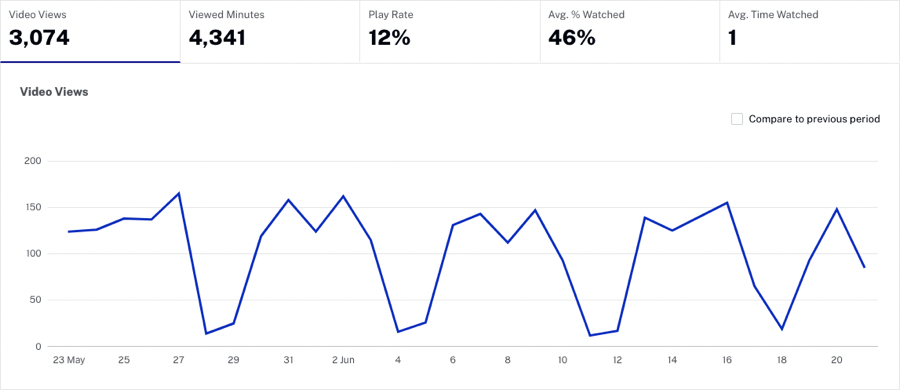 Video Views
3,074
Viewed Minutes
4,341
Play Rate
12%
Avg. % Watched
46%
Avg. Time Watched
1
Video Views
Compare to previous period
200
150
100
50
0
23 May 25 27 29 31 2 Jun 4 6 8 10 12 14 16 18 20